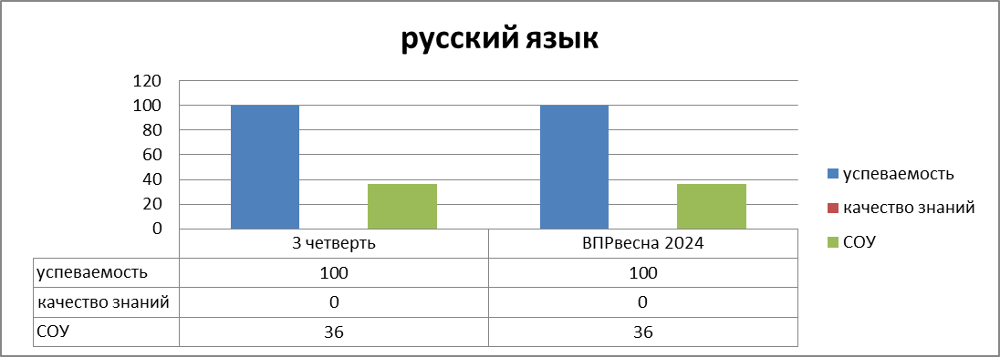 русский язык
120
100
80
60
40
20
0
3 четверть ВПРвесна 2024
успеваемость 100 100
качество знаний 0 0
СОУ 36 36
успеваемость
качество знаний
СОУ